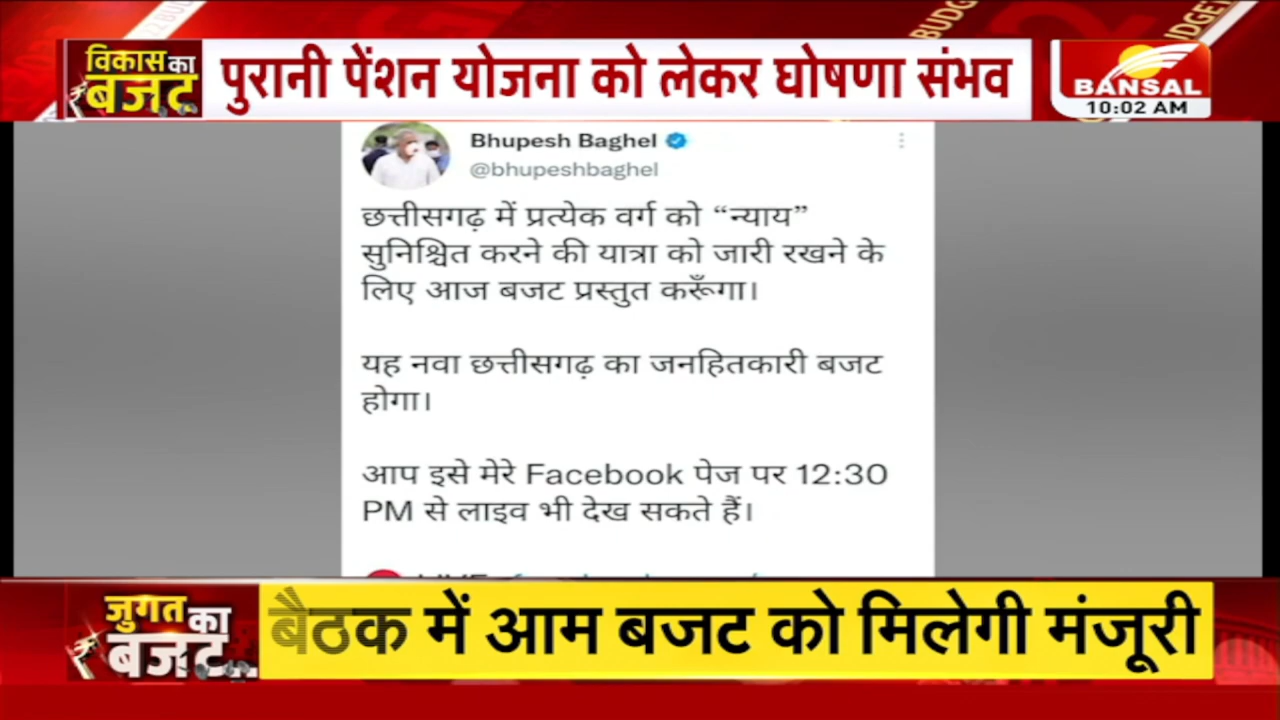 विकास का
बजट
पुरानी पेंशन योजना को लेकर घोषणा संभव
BANSAL
10:02 AM
BUDG
DGET
Bhupesh Baghel
@bhupeshbaghel
छत्तीसगढ़ में प्रत्येक वर्ग को “न्याय”
सुनिश्चित करने की यात्रा को जारी रखने के
लिए आज बजट प्रस्तुत करूँगा।
यह नवा छत्तीसगढ़ का जनहितकारी बजट
होगा।
आप इसे मेरे Facebook पेज पर 12:30
PM से लाइव भी देख सकते हैं।
जुगत का
बजट..
बैठक में आम बजट को मिलेगी मंजूरी